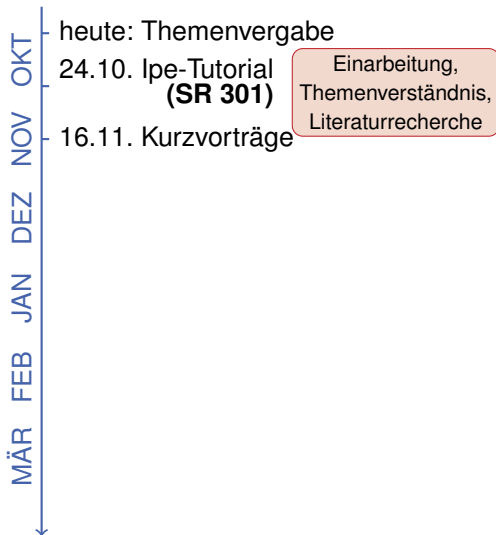 heute: Themenvergabe
24.10. Ipe-Tutorial
(SR 301)
16.11. Kurzvorträge
Einarbeitung,
Themenverständnis,
Literaturrecherche
OKT
NOV
DEZ
JAN
FEB
MÄR